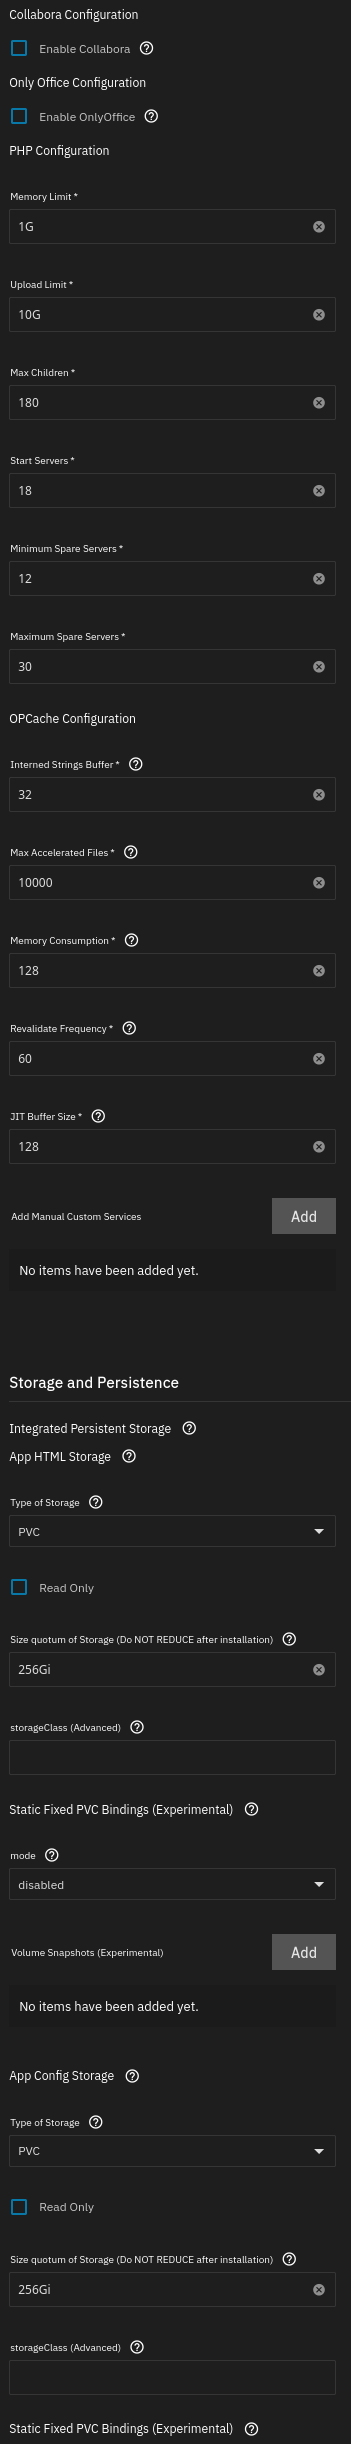 Collabora Configuration
Enable Collabora
Only Office Configuration
Enable OnlyOffice
PHP Configuration
Memory Limit *
1G
Upload Limit *
10G
Max Children *
180
Start Servers *
18
Minimum Spare Servers *
12
Maximum Spare Servers *
30
OPCache Configuration
Interned Strings Buffer *
32
Max Accelerated Files *
10000
Memory Consumption *
128
Revalidate Frequency *
60
JIT Buffer Size *
128
Add Manual Custom Services Add
No items have been added yet.
Storage and Persistence
Integrated Persistent Storage
App HTML Storage
Type of Storage
PVC
Read Only
Size quotum of Storage (Do NOT REDUCE after installation)
256Gi
storageClass (Advanced)
Static Fixed PVC Bindings (Experimental)
mode
disabled
Volume Snapshots (Experimental) Add
No items have been added yet.
App Config Storage
Type of Storage
PVC
Read Only
Size quotum of Storage (Do NOT REDUCE after installation)
256Gi
storageClass (Advanced)
Static Fixed PVC Bindings (Experimental)